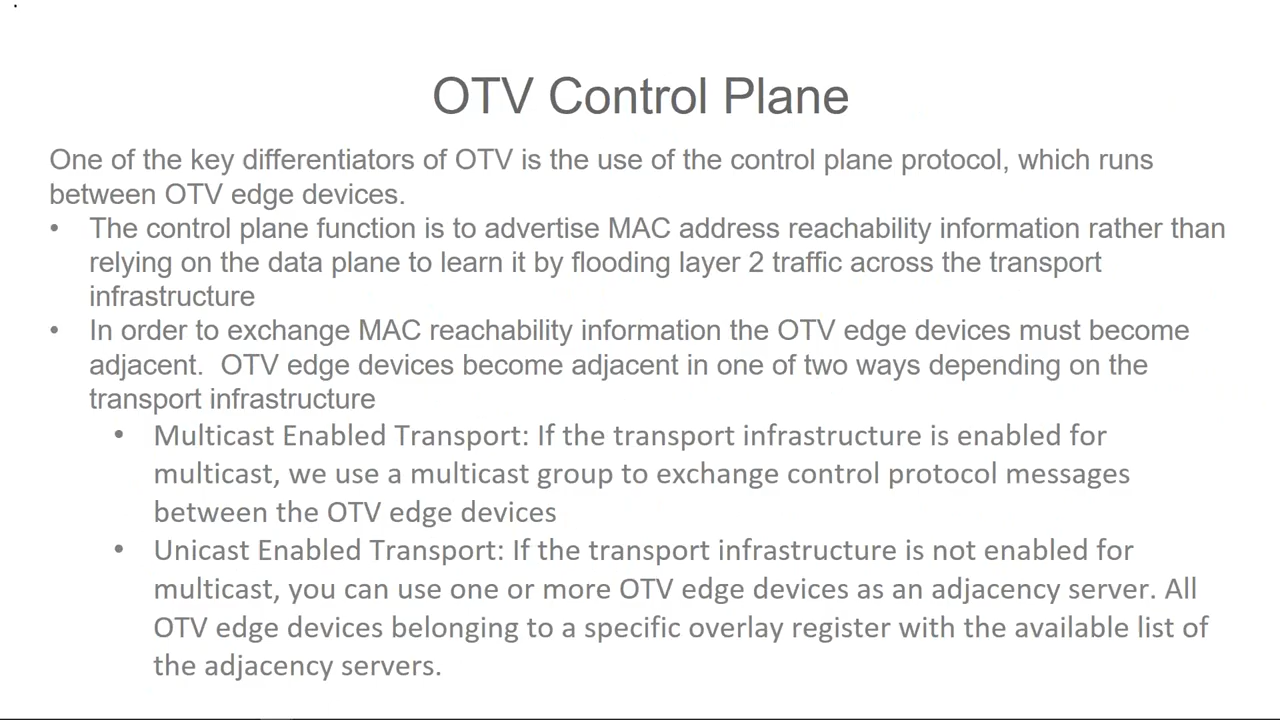 OTV Control Plane
One of the key differentiators of OTV is the use of the control plane protocol, which runs
between OTV edge devices.
• The control plane function is to advertise MAC address reachability information rather than
relying on the data plane to learn it by flooding layer 2 traffic across the transport
infrastructure
• In order to exchange MAC reachability information the OTV edge devices must become
adjacent.  OTV edge devices become adjacent in one of two ways depending on the
transport infrastructure
• Multicast Enabled Transport: If the transport infrastructure is enabled for
multicast, we use a multicast group to exchange control protocol messages
between the OTV edge devices
• Unicast Enabled Transport: If the transport infrastructure is not enabled for
multicast, you can use one or more OTV edge devices as an adjacency server. All
OTV edge devices belonging to a specific overlay register with the available list of
the adjacency servers.